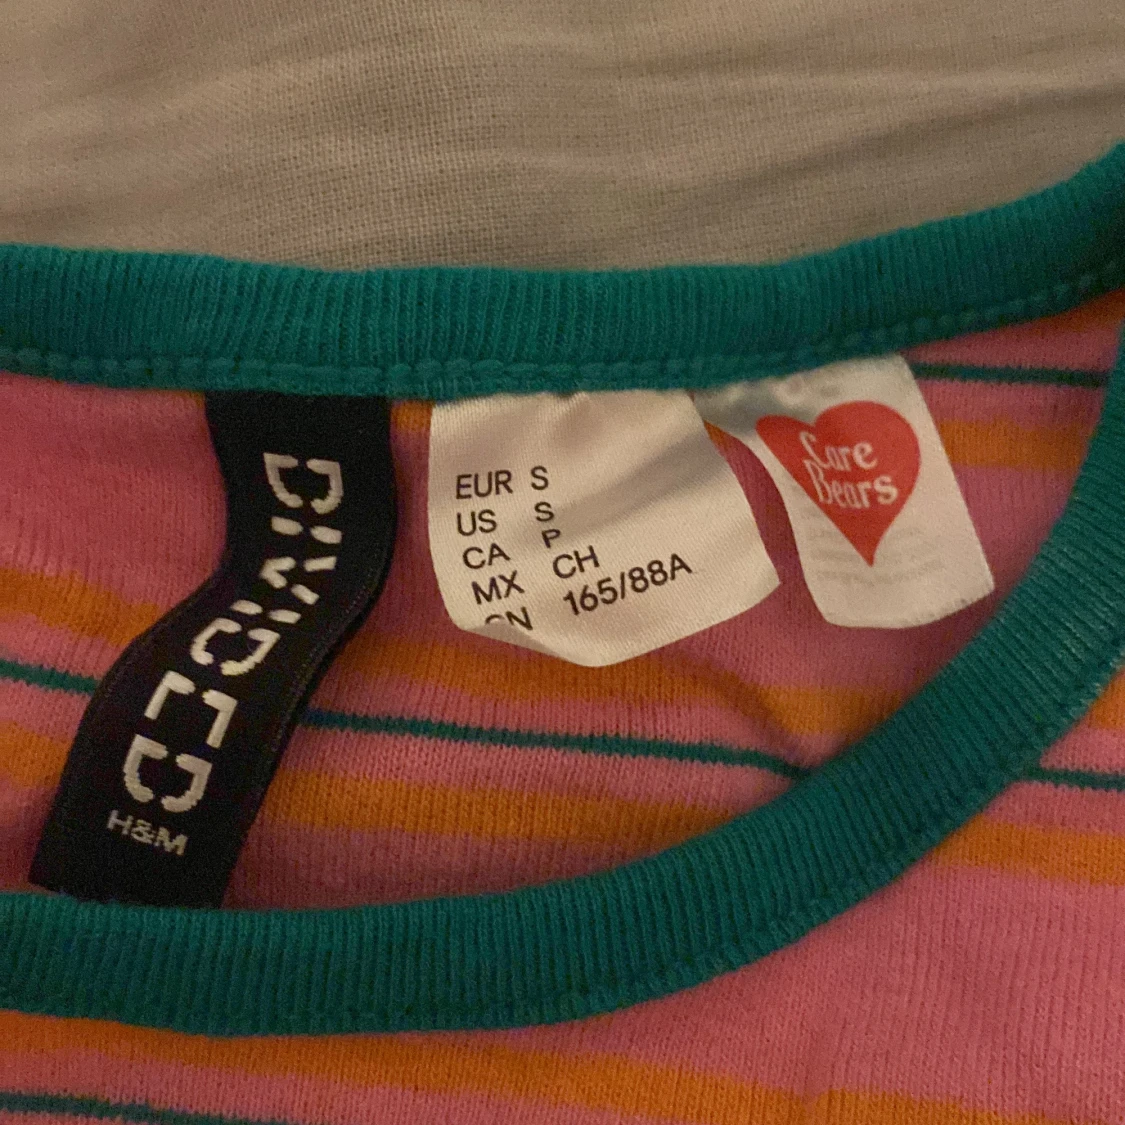 DIVIDED
H&M
EUR S
US S
CA P
MX CH
CN 165/88A
Care
Bears